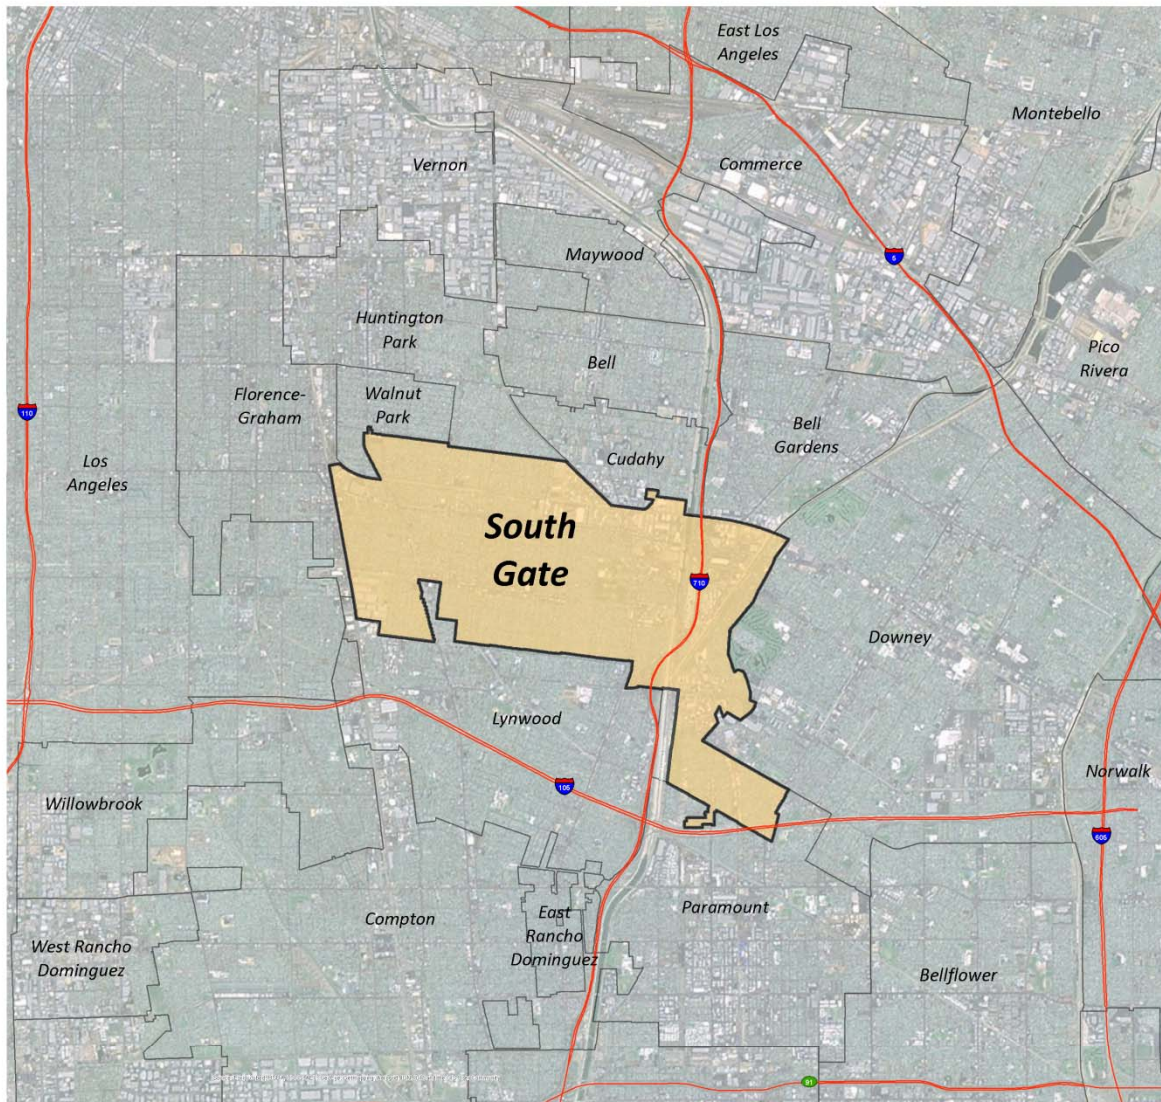 East Los
Angeles
Montebello
Vernon
Commerce
Maywood
5
Huntington
Park
Bell
Pico
Rivera
Florence-
Graham
Walnut
Park
110
Bell
Gardens
Los
Angeles
Cudahy
South
Gate
710
Downey
Lynwood
Norwalk
105
Willowbrook
605
Compton
East
Rancho
Dominguez
Paramount
West Rancho
Dominguez
Bellflower
91